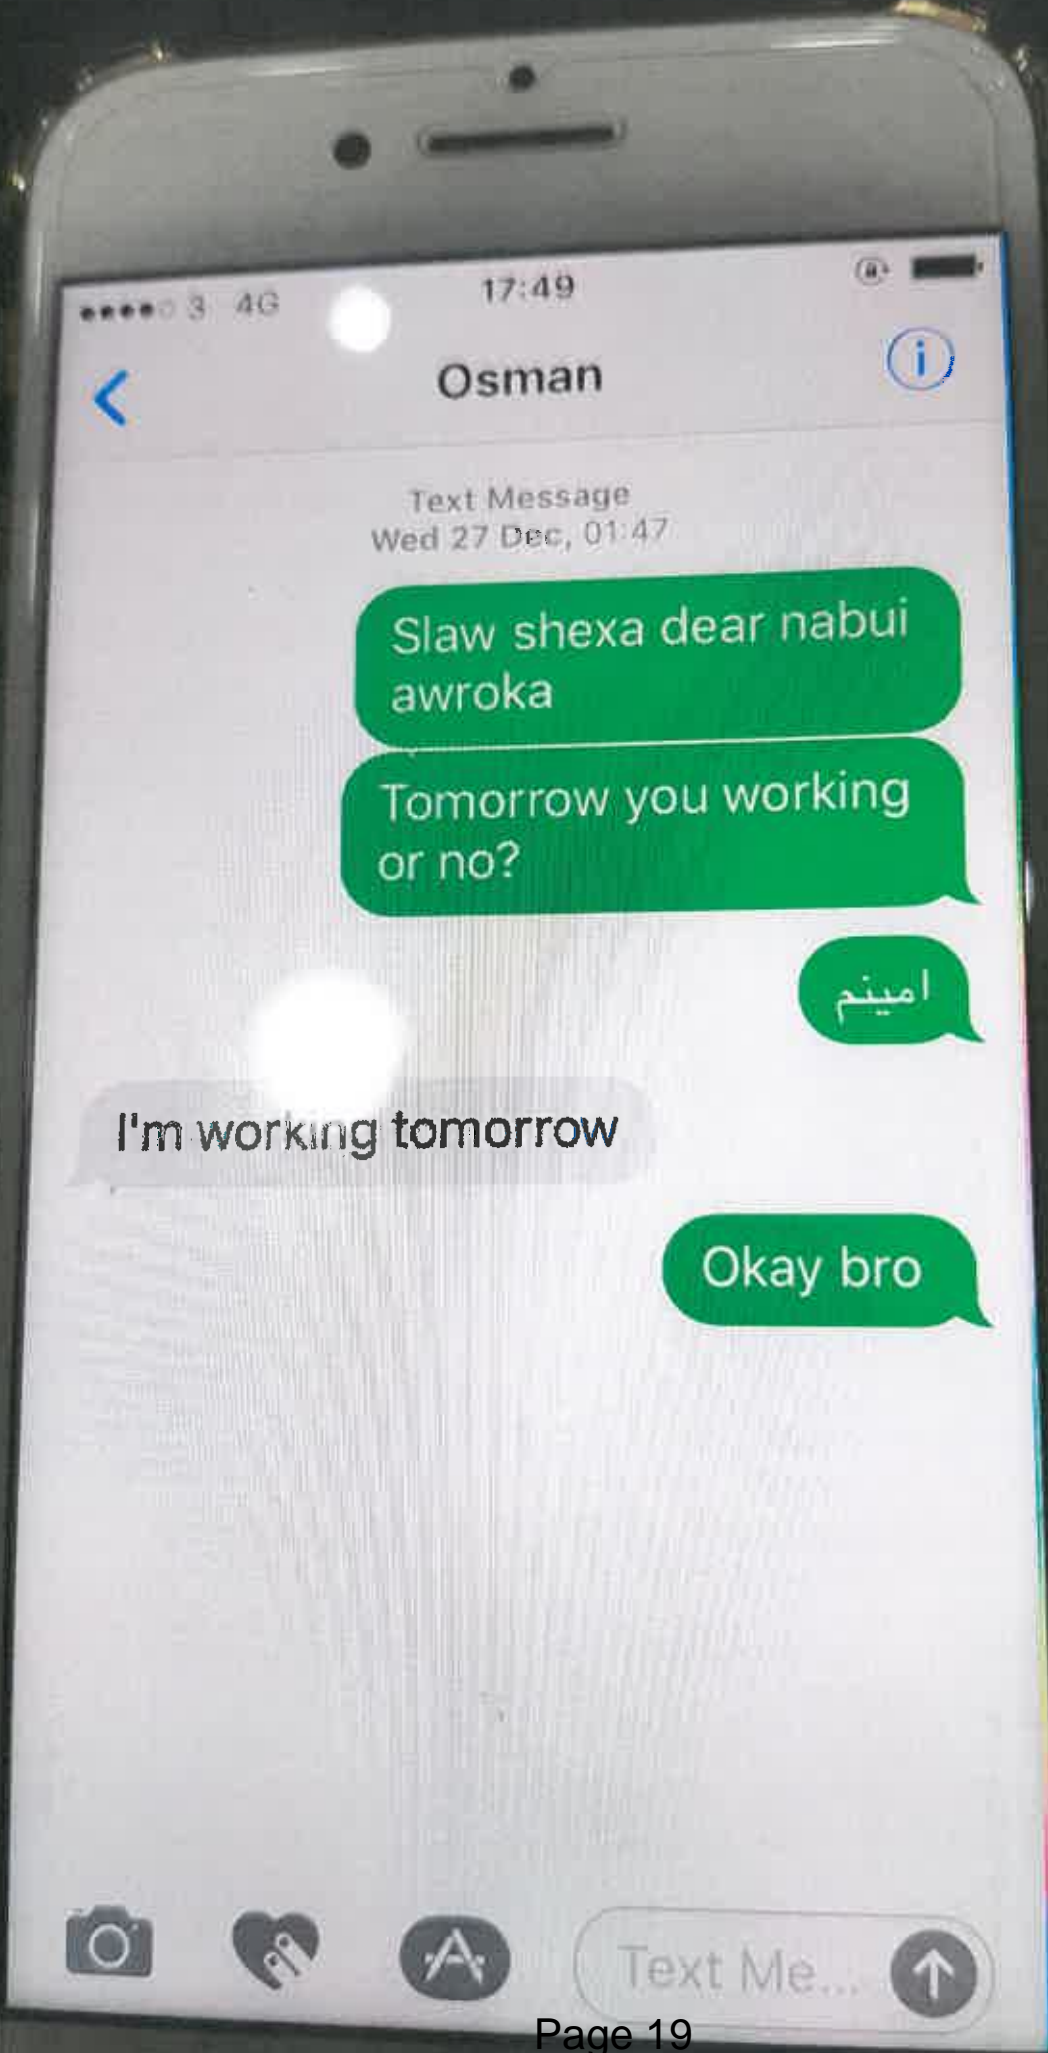 3 4G 17:49
Osman
Text Message
Wed 27 Dec, 01:47
Slaw shexa dear nabui
awroka
Tomorrow you working
or no?
امينم
I'm working tomorrow
Okay bro
Text Me...
Page 19